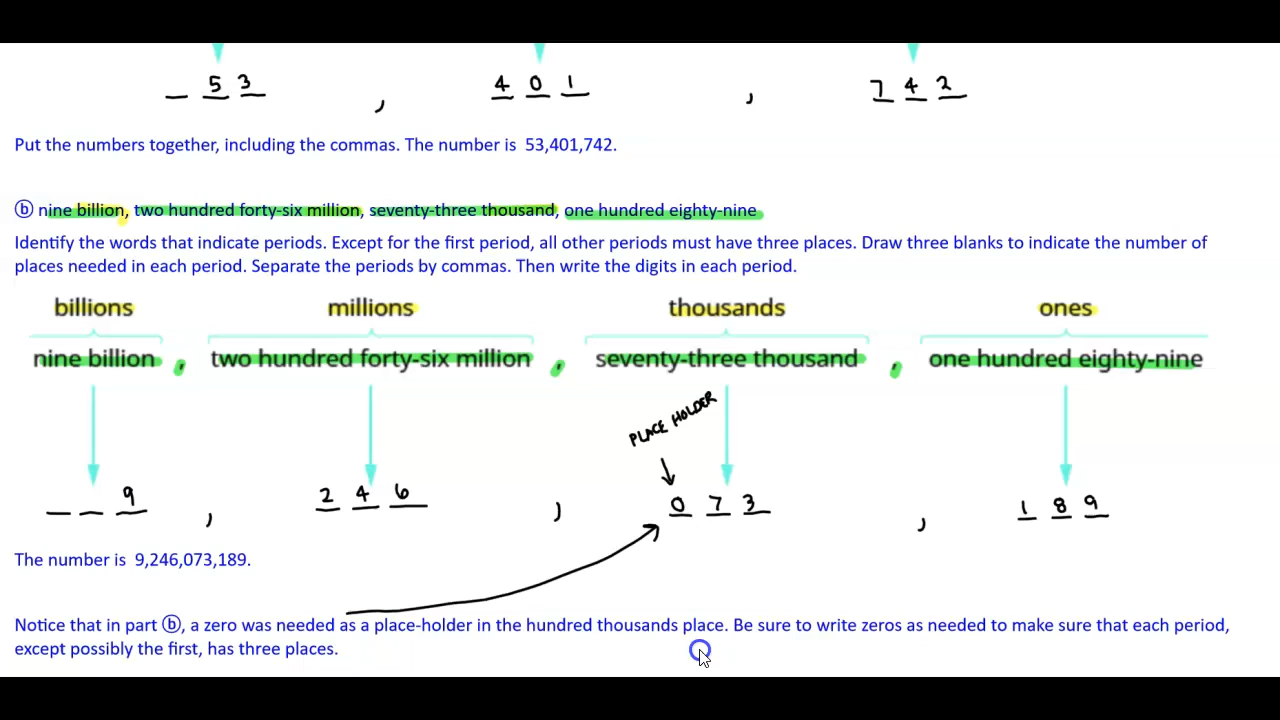 _ 5 3 , 4 0 1 , 7 4 2
Put the numbers together, including the commas. The number is 53,401,742.
ⓑ nine billion, two hundred forty-six million, seventy-three thousand, one hundred eighty-nine
Identify the words that indicate periods. Except for the first period, all other periods must have three places. Draw three blanks to indicate the number of
places needed in each period. Separate the periods by commas. Then write the digits in each period.
billions millions thousands ones
nine billion , two hundred forty-six million , seventy-three thousand , one hundred eighty-nine
PLACE HOLDER
_ _ 9 , 2 4 6 , 0 7 3 , 1 8 9
The number is 9,246,073,189.
Notice that in part ⓑ, a zero was needed as a place-holder in the hundred thousands place. Be sure to write zeros as needed to make sure that each period,
except possibly the first, has three places.